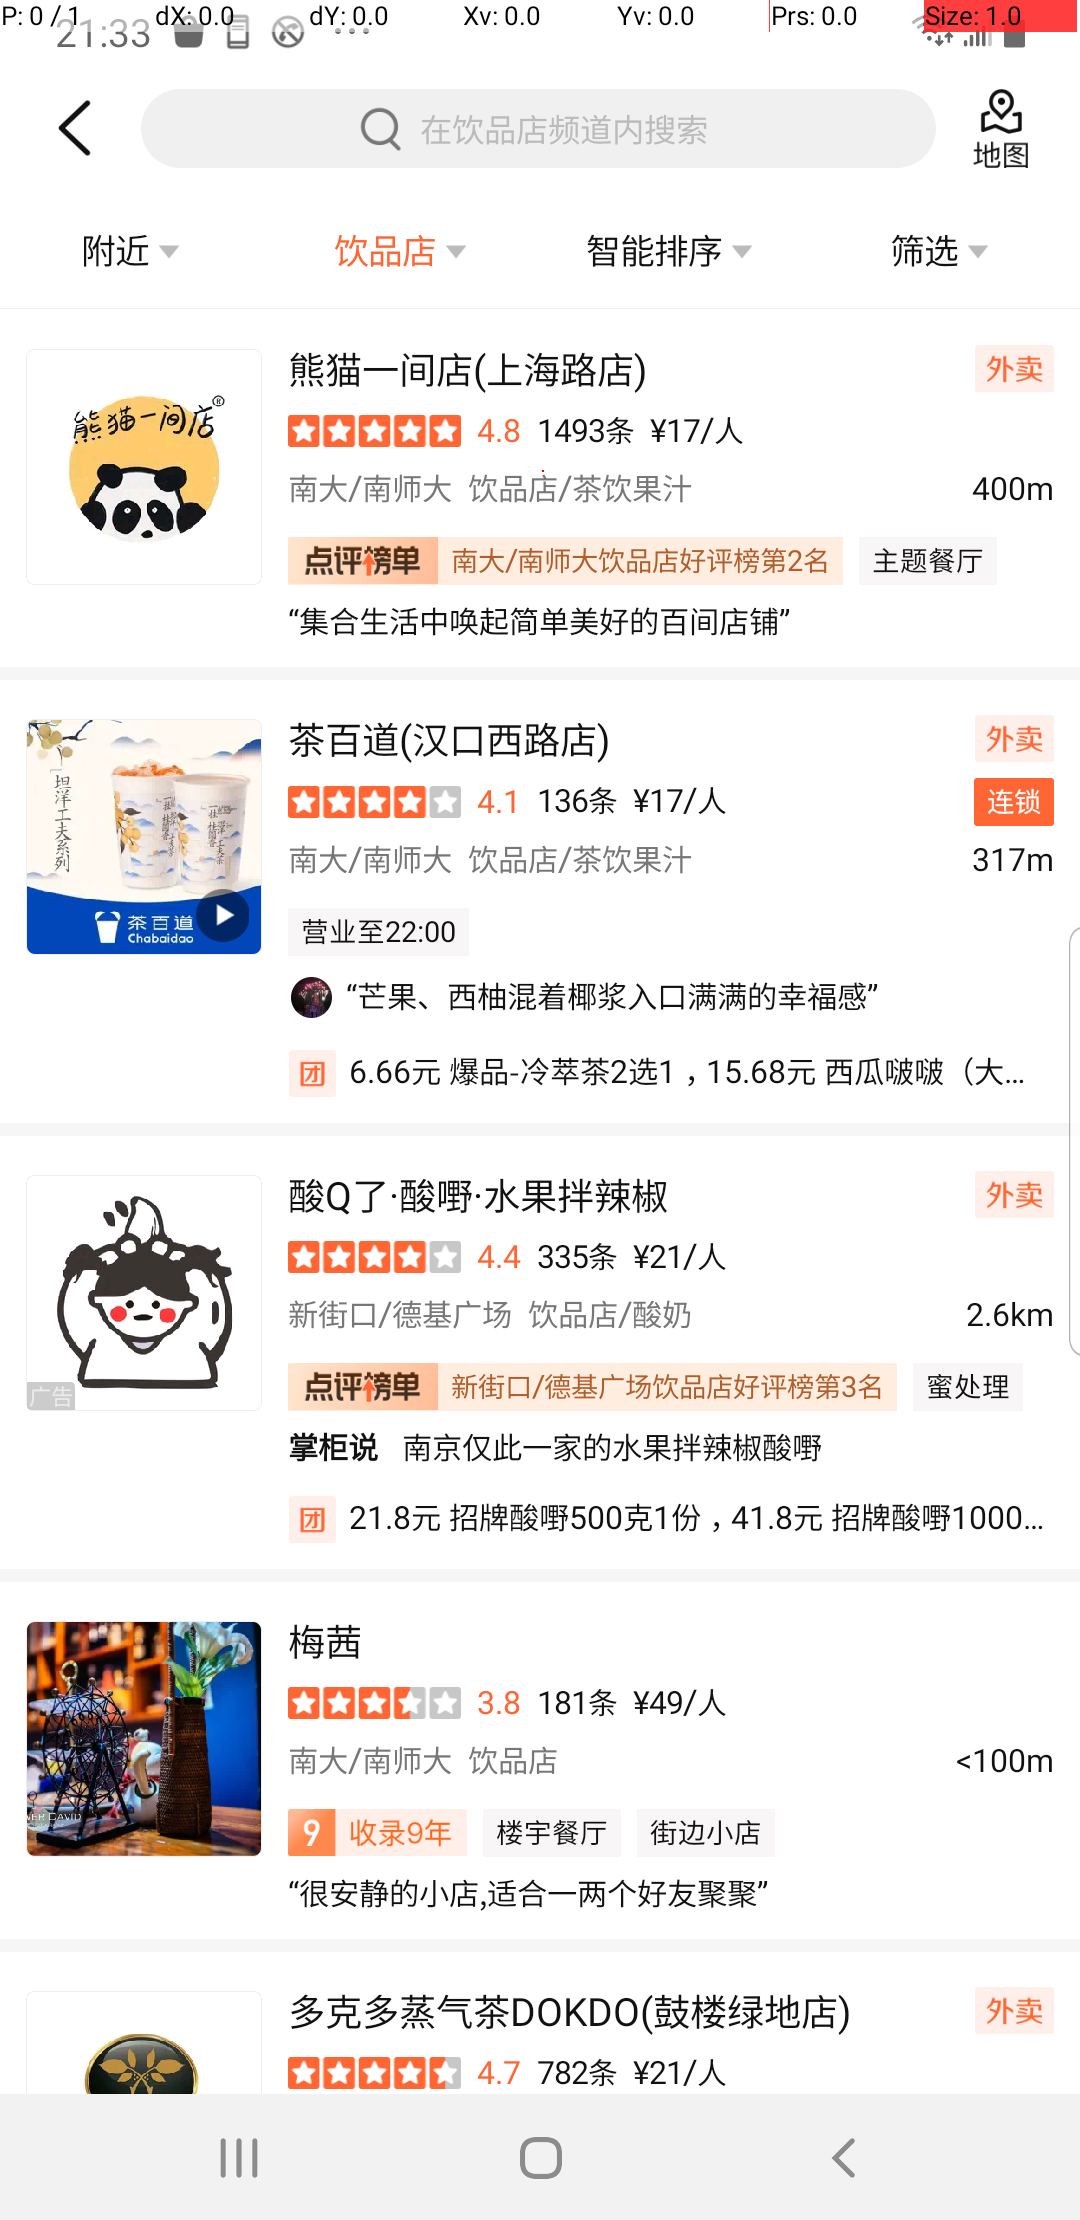 P: 0 / 1 dX: 0.0 dY: 0.0 Xv: 0.0 Yv: 0.0 Prs: 0.0 Size: 1.0
21:33
在饮品店频道内搜索
地图
附近 饮品店 智能排序 筛选
熊猫一间店®
熊猫一间店(上海路店) 外卖
4.8 1493条 ¥17/人
南大/南师大 饮品店/茶饮果汁 400m
点评榜单 南大/南师大饮品店好评榜第2名 主题餐厅
“集合生活中唤起简单美好的百间店铺”
坦洋工夫系列
茶百道
Chabaidao
茶百道(汉口西路店) 外卖
4.1 136条 ¥17/人 连锁
南大/南师大 饮品店/茶饮果汁 317m
营业至22:00
“芒果、西柚混着椰浆入口满满的幸福感”
团 6.66元 爆品-冷萃茶2选1，15.68元 西瓜啵啵（大...
广告
酸Q了·酸嘢·水果拌辣椒 外卖
4.4 335条 ¥21/人
新街口/德基广场 饮品店/酸奶 2.6km
点评榜单 新街口/德基广场饮品店好评榜第3名 蜜处理
掌柜说 南京仅此一家的水果拌辣椒酸嘢
团 21.8元 招牌酸嘢500克1份，41.8元 招牌酸嘢1000...
梅茜
3.8 181条 ¥49/人
南大/南师大 饮品店 <100m
9 收录9年 楼宇餐厅 街边小店
“很安静的小店,适合一两个好友聚聚”
多克多蒸气茶DOKDO(鼓楼绿地店) 外卖
4.7 782条 ¥21/人